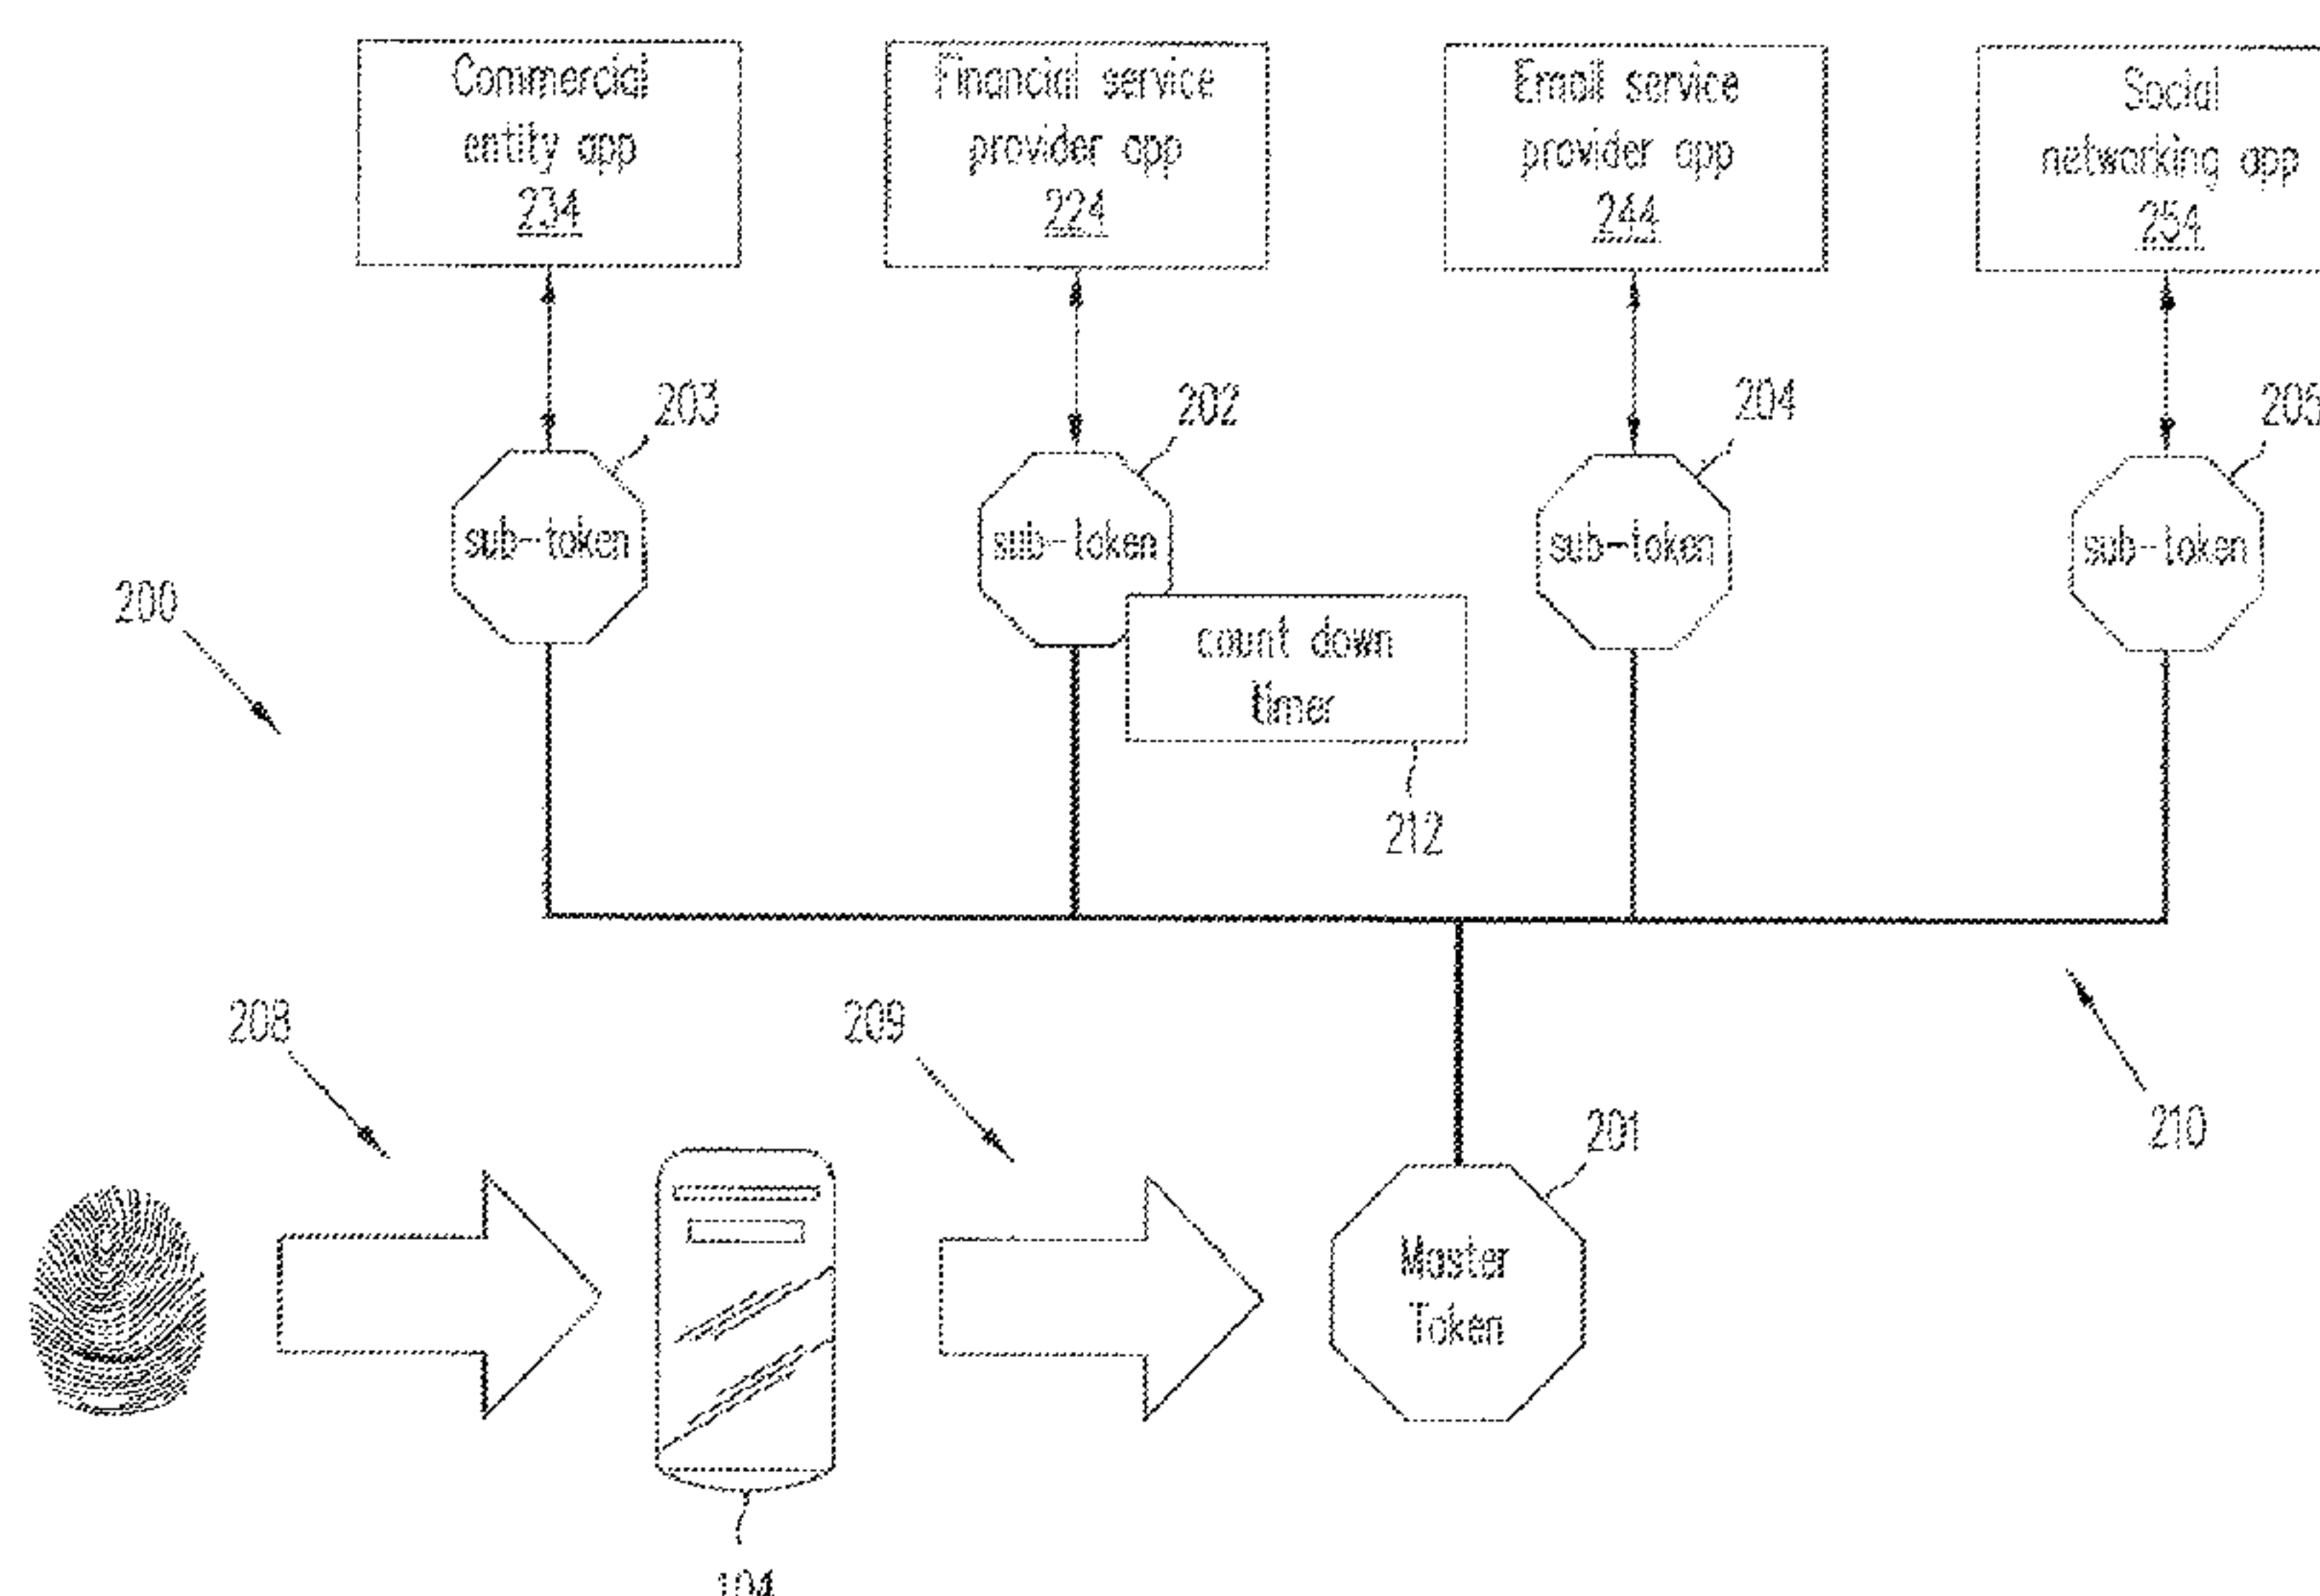 Commercial
entity app
234
Financial service
provider app
224
Email service
provider app
244
Social
networking app
254
203
202
204
205
sub-token
sub-token
sub-token
sub-token
200
count down
timer
212
208
209
210
201
Master
Token
104